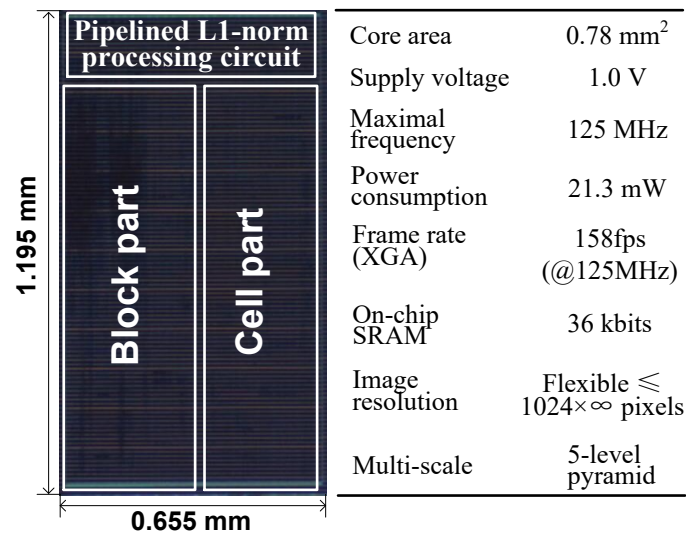 Pipelined L1-norm
processing circuit
Block part
Cell part
1.195 mm
0.655 mm
Core area 0.78 mm²
Supply voltage 1.0 V
Maximal
frequency 125 MHz
Power
consumption 21.3 mW
Frame rate
(XGA) 158fps
(@125MHz)
On-chip
SRAM 36 kbits
Image
resolution Flexible ≤
1024×∞ pixels
Multi-scale 5-level
pyramid